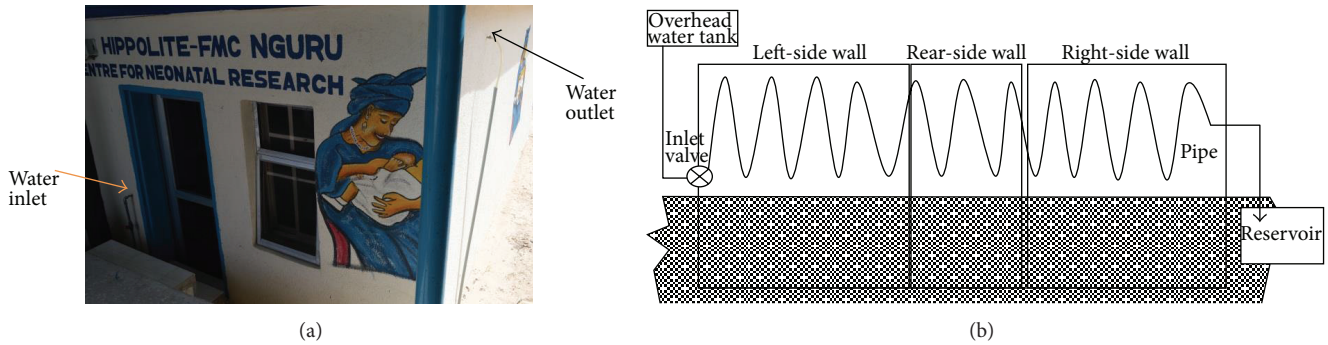 HIPPOLITE-FMC NGURU
ENTRE FOR NEONATAL RESEARCH
Water
inlet
Water
outlet
(a)
Overhead
water tank
Left-side wall
Rear-side wall
Right-side wall
Inlet
valve
Pipe
Reservoir
(b)